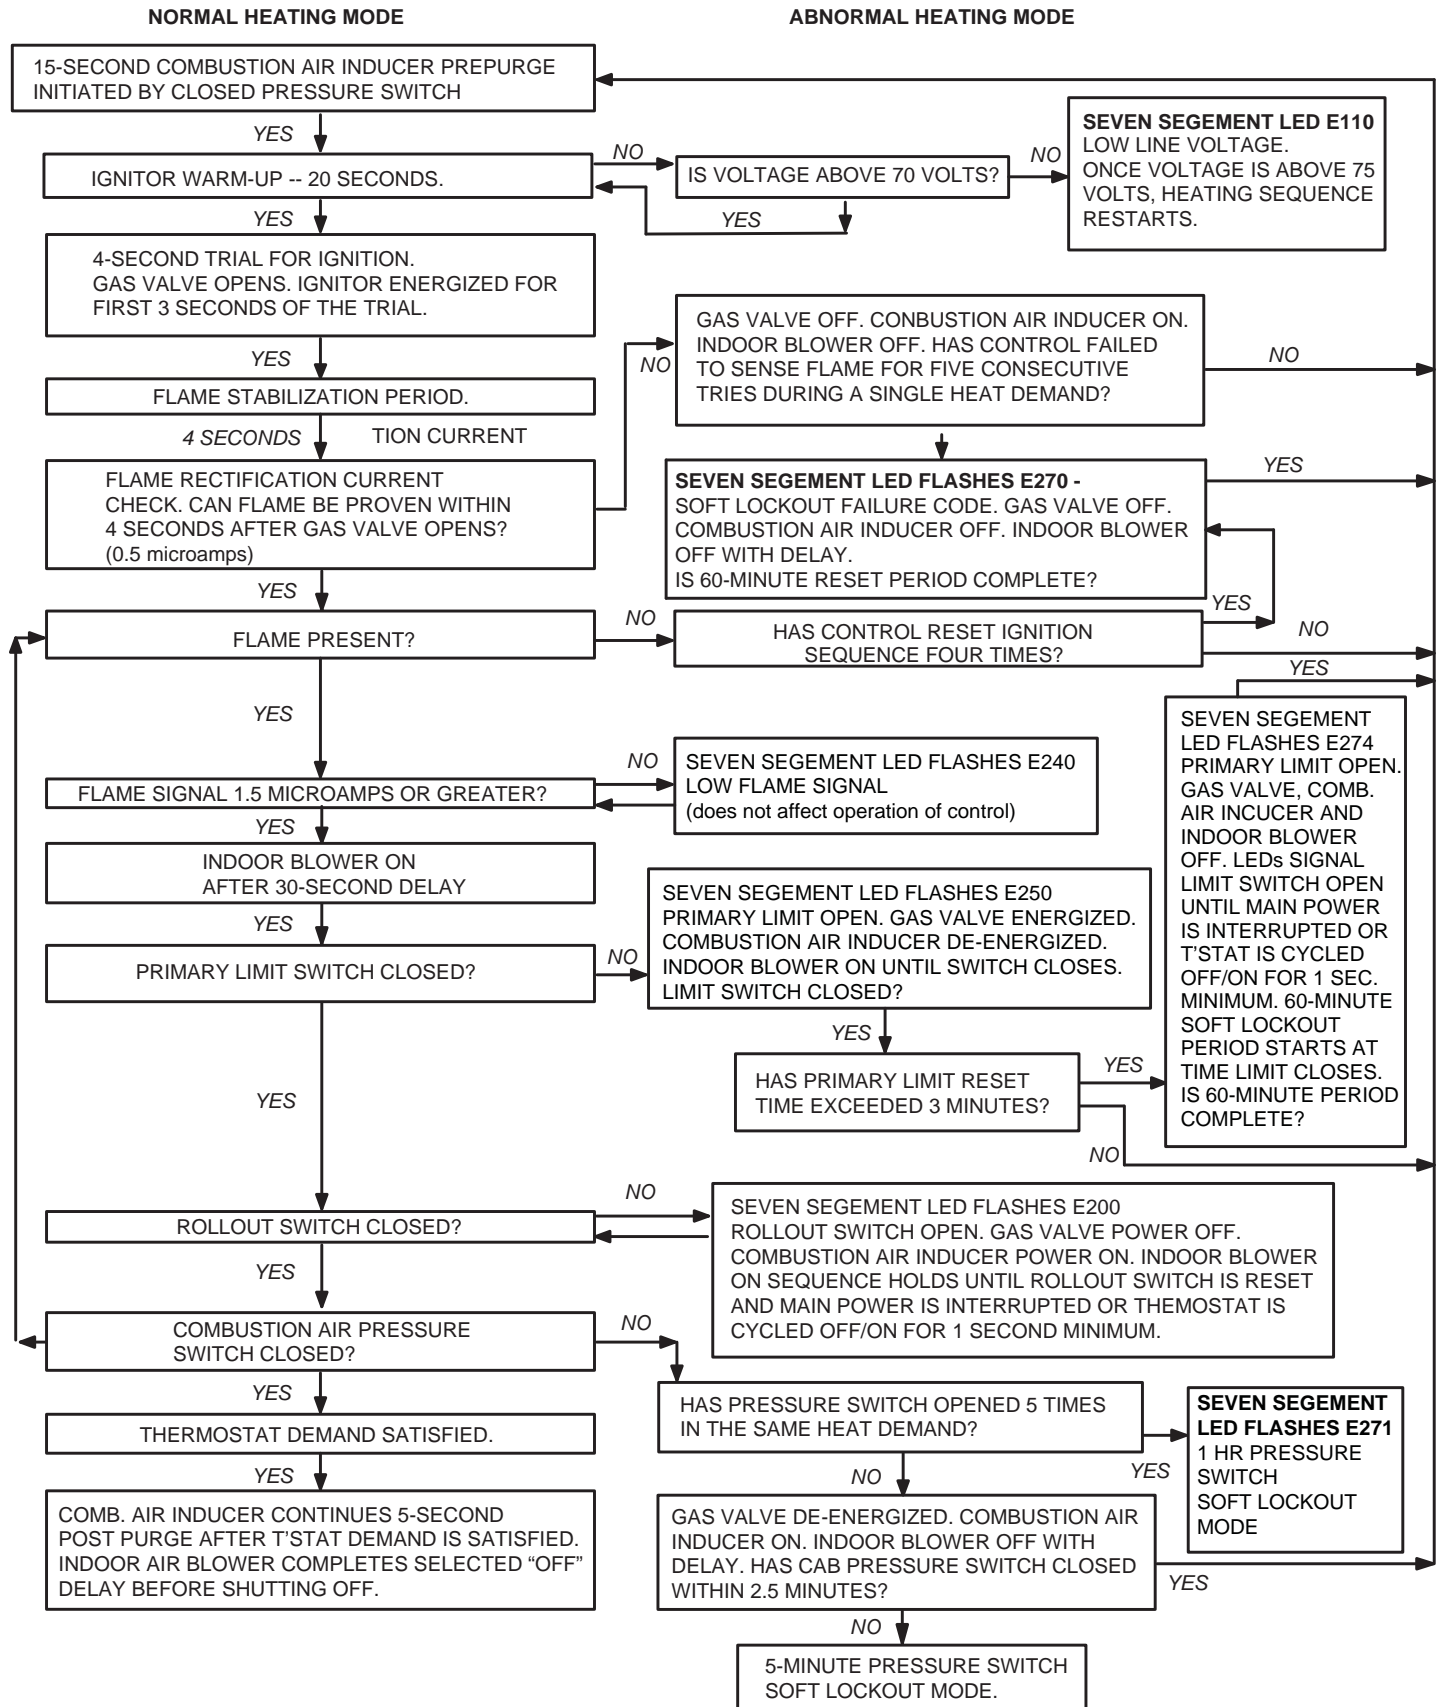 NORMAL HEATING MODE
ABNORMAL HEATING MODE
15-SECOND COMBUSTION AIR INDUCER PREPURGE
INITIATED BY CLOSED PRESSURE SWITCH
YES
IGNITOR WARM-UP -- 20 SECONDS.
NO
IS VOLTAGE ABOVE 70 VOLTS?
NO
YES
SEVEN SEGEMENT LED E110
LOW LINE VOLTAGE.
ONCE VOLTAGE IS ABOVE 75
VOLTS, HEATING SEQUENCE
RESTARTS.
YES
4-SECOND TRIAL FOR IGNITION.
GAS VALVE OPENS. IGNITOR ENERGIZED FOR
FIRST 3 SECONDS OF THE TRIAL.
YES
FLAME STABILIZATION PERIOD.
4 SECONDS
TION CURRENT
FLAME RECTIFICATION CURRENT
CHECK. CAN FLAME BE PROVEN WITHIN
4 SECONDS AFTER GAS VALVE OPENS?
(0.5 microamps)
NO
GAS VALVE OFF. CONBUSTION AIR INDUCER ON.
INDOOR BLOWER OFF. HAS CONTROL FAILED
TO SENSE FLAME FOR FIVE CONSECUTIVE
TRIES DURING A SINGLE HEAT DEMAND?
NO
SEVEN SEGEMENT LED FLASHES E270 -
SOFT LOCKOUT FAILURE CODE. GAS VALVE OFF.
COMBUSTION AIR INDUCER OFF. INDOOR BLOWER
OFF WITH DELAY.
IS 60-MINUTE RESET PERIOD COMPLETE?
YES
YES
FLAME PRESENT?
NO
HAS CONTROL RESET IGNITION
SEQUENCE FOUR TIMES?
YES
NO
YES
FLAME SIGNAL 1.5 MICROAMPS OR GREATER?
NO
SEVEN SEGEMENT LED FLASHES E240
LOW FLAME SIGNAL
(does not affect operation of control)
YES
INDOOR BLOWER ON
AFTER 30-SECOND DELAY
YES
PRIMARY LIMIT SWITCH CLOSED?
NO
SEVEN SEGEMENT LED FLASHES E250
PRIMARY LIMIT OPEN. GAS VALVE ENERGIZED.
COMBUSTION AIR INDUCER DE-ENERGIZED.
INDOOR BLOWER ON UNTIL SWITCH CLOSES.
LIMIT SWITCH CLOSED?
YES
HAS PRIMARY LIMIT RESET
TIME EXCEEDED 3 MINUTES?
YES
NO
YES
SEVEN SEGEMENT
LED FLASHES E274
PRIMARY LIMIT OPEN.
GAS VALVE, COMB.
AIR INCUCER AND
INDOOR BLOWER
OFF. LEDs SIGNAL
LIMIT SWITCH OPEN
UNTIL MAIN POWER
IS INTERRUPTED OR
T'STAT IS CYCLED
OFF/ON FOR 1 SEC.
MINIMUM. 60-MINUTE
SOFT LOCKOUT
PERIOD STARTS AT
TIME LIMIT CLOSES.
IS 60-MINUTE PERIOD
COMPLETE?
YES
ROLLOUT SWITCH CLOSED?
NO
SEVEN SEGEMENT LED FLASHES E200
ROLLOUT SWITCH OPEN. GAS VALVE POWER OFF.
COMBUSTION AIR INDUCER POWER ON. INDOOR BLOWER
ON SEQUENCE HOLDS UNTIL ROLLOUT SWITCH IS RESET
AND MAIN POWER IS INTERRUPTED OR THEMOSTAT IS
CYCLED OFF/ON FOR 1 SECOND MINIMUM.
YES
COMBUSTION AIR PRESSURE
SWITCH CLOSED?
NO
HAS PRESSURE SWITCH OPENED 5 TIMES
IN THE SAME HEAT DEMAND?
YES
SEVEN SEGEMENT
LED FLASHES E271
1 HR PRESSURE
SWITCH
SOFT LOCKOUT
MODE
YES
THERMOSTAT DEMAND SATISFIED.
NO
YES
COMB. AIR INDUCER CONTINUES 5-SECOND
POST PURGE AFTER T'STAT DEMAND IS SATISFIED.
INDOOR AIR BLOWER COMPLETES SELECTED “OFF”
DELAY BEFORE SHUTTING OFF.
GAS VALVE DE-ENERGIZED. COMBUSTION AIR
INDUCER ON. INDOOR BLOWER OFF WITH
DELAY. HAS CAB PRESSURE SWITCH CLOSED
WITHIN 2.5 MINUTES?
YES
NO
5-MINUTE PRESSURE SWITCH
SOFT LOCKOUT MODE.